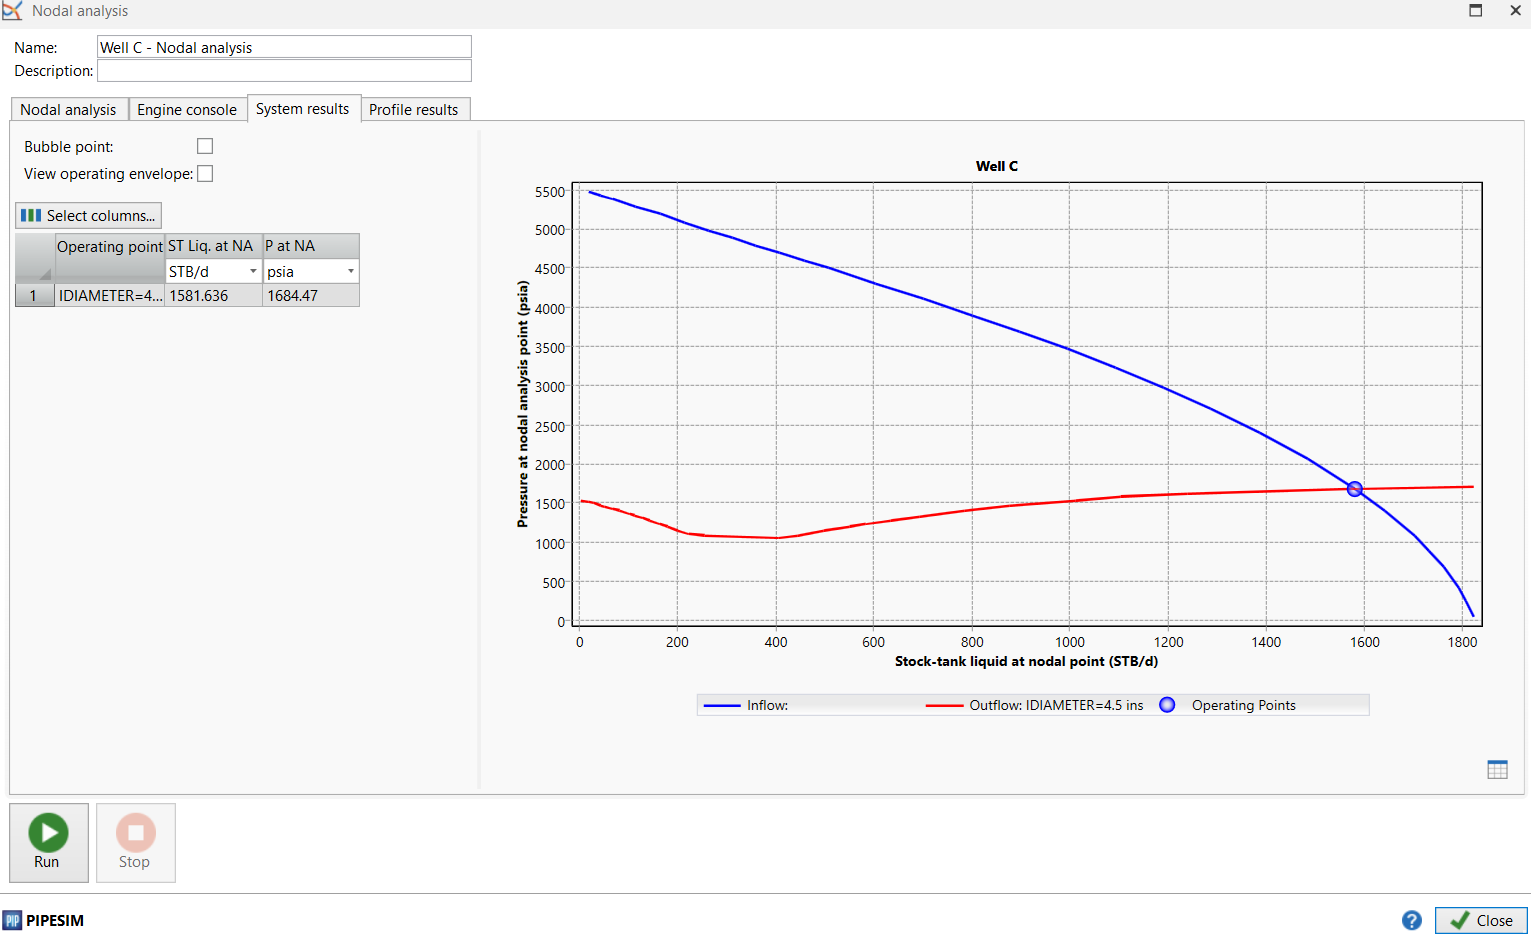 Nodal analysis
Name: Well C - Nodal analysis
Description:
Nodal analysis Engine console System results Profile results
Bubble point:
View operating envelope:
Select columns...
Operating point ST Liq. at NA P at NA
STB/d psia
1 IDIAMETER=4... 1581.636 1684.47
Well C
Pressure at nodal analysis point (psia)
5500
5000
4500
4000
3500
3000
2500
2000
1500
1000
500
0
0 200 400 600 800 1000 1200 1400 1600 1800
Stock-tank liquid at nodal point (STB/d)
Inflow: Outflow: IDIAMETER=4.5 ins Operating Points
Run Stop
PIP PIPESIM ? Close